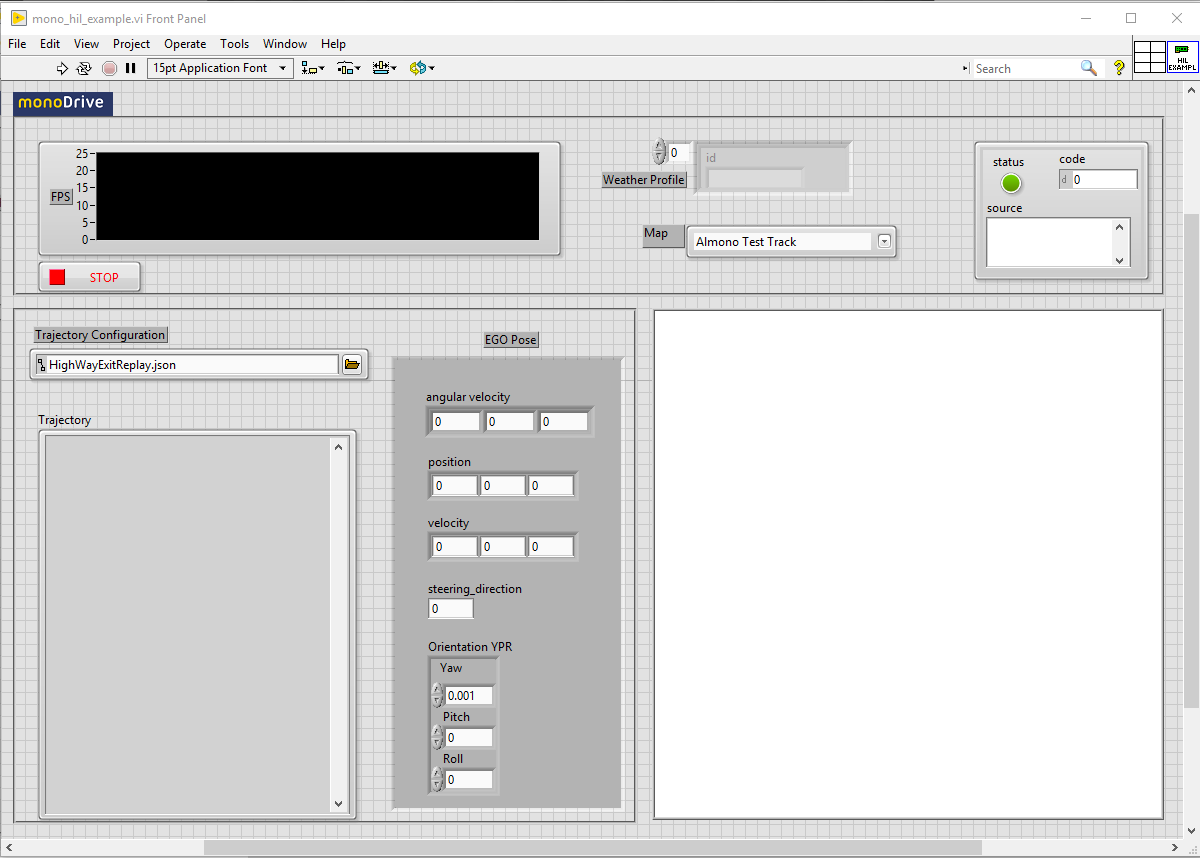 mono_hil_example.vi Front Panel
File Edit View Project Operate Tools Window Help
15pt Application Font
Search
?
HIL
EXAMPL
monoDrive
25
20
15
10
5
0
FPS
STOP
0
id
Weather Profile
Map
Almono Test Track
status
code
d 0
source
Trajectory Configuration
HighWayExitReplay.json
Trajectory
EGO Pose
angular velocity
0 0 0
position
0 0 0
velocity
0 0 0
steering_direction
0
Orientation YPR
Yaw
0.001
Pitch
0
Roll
0